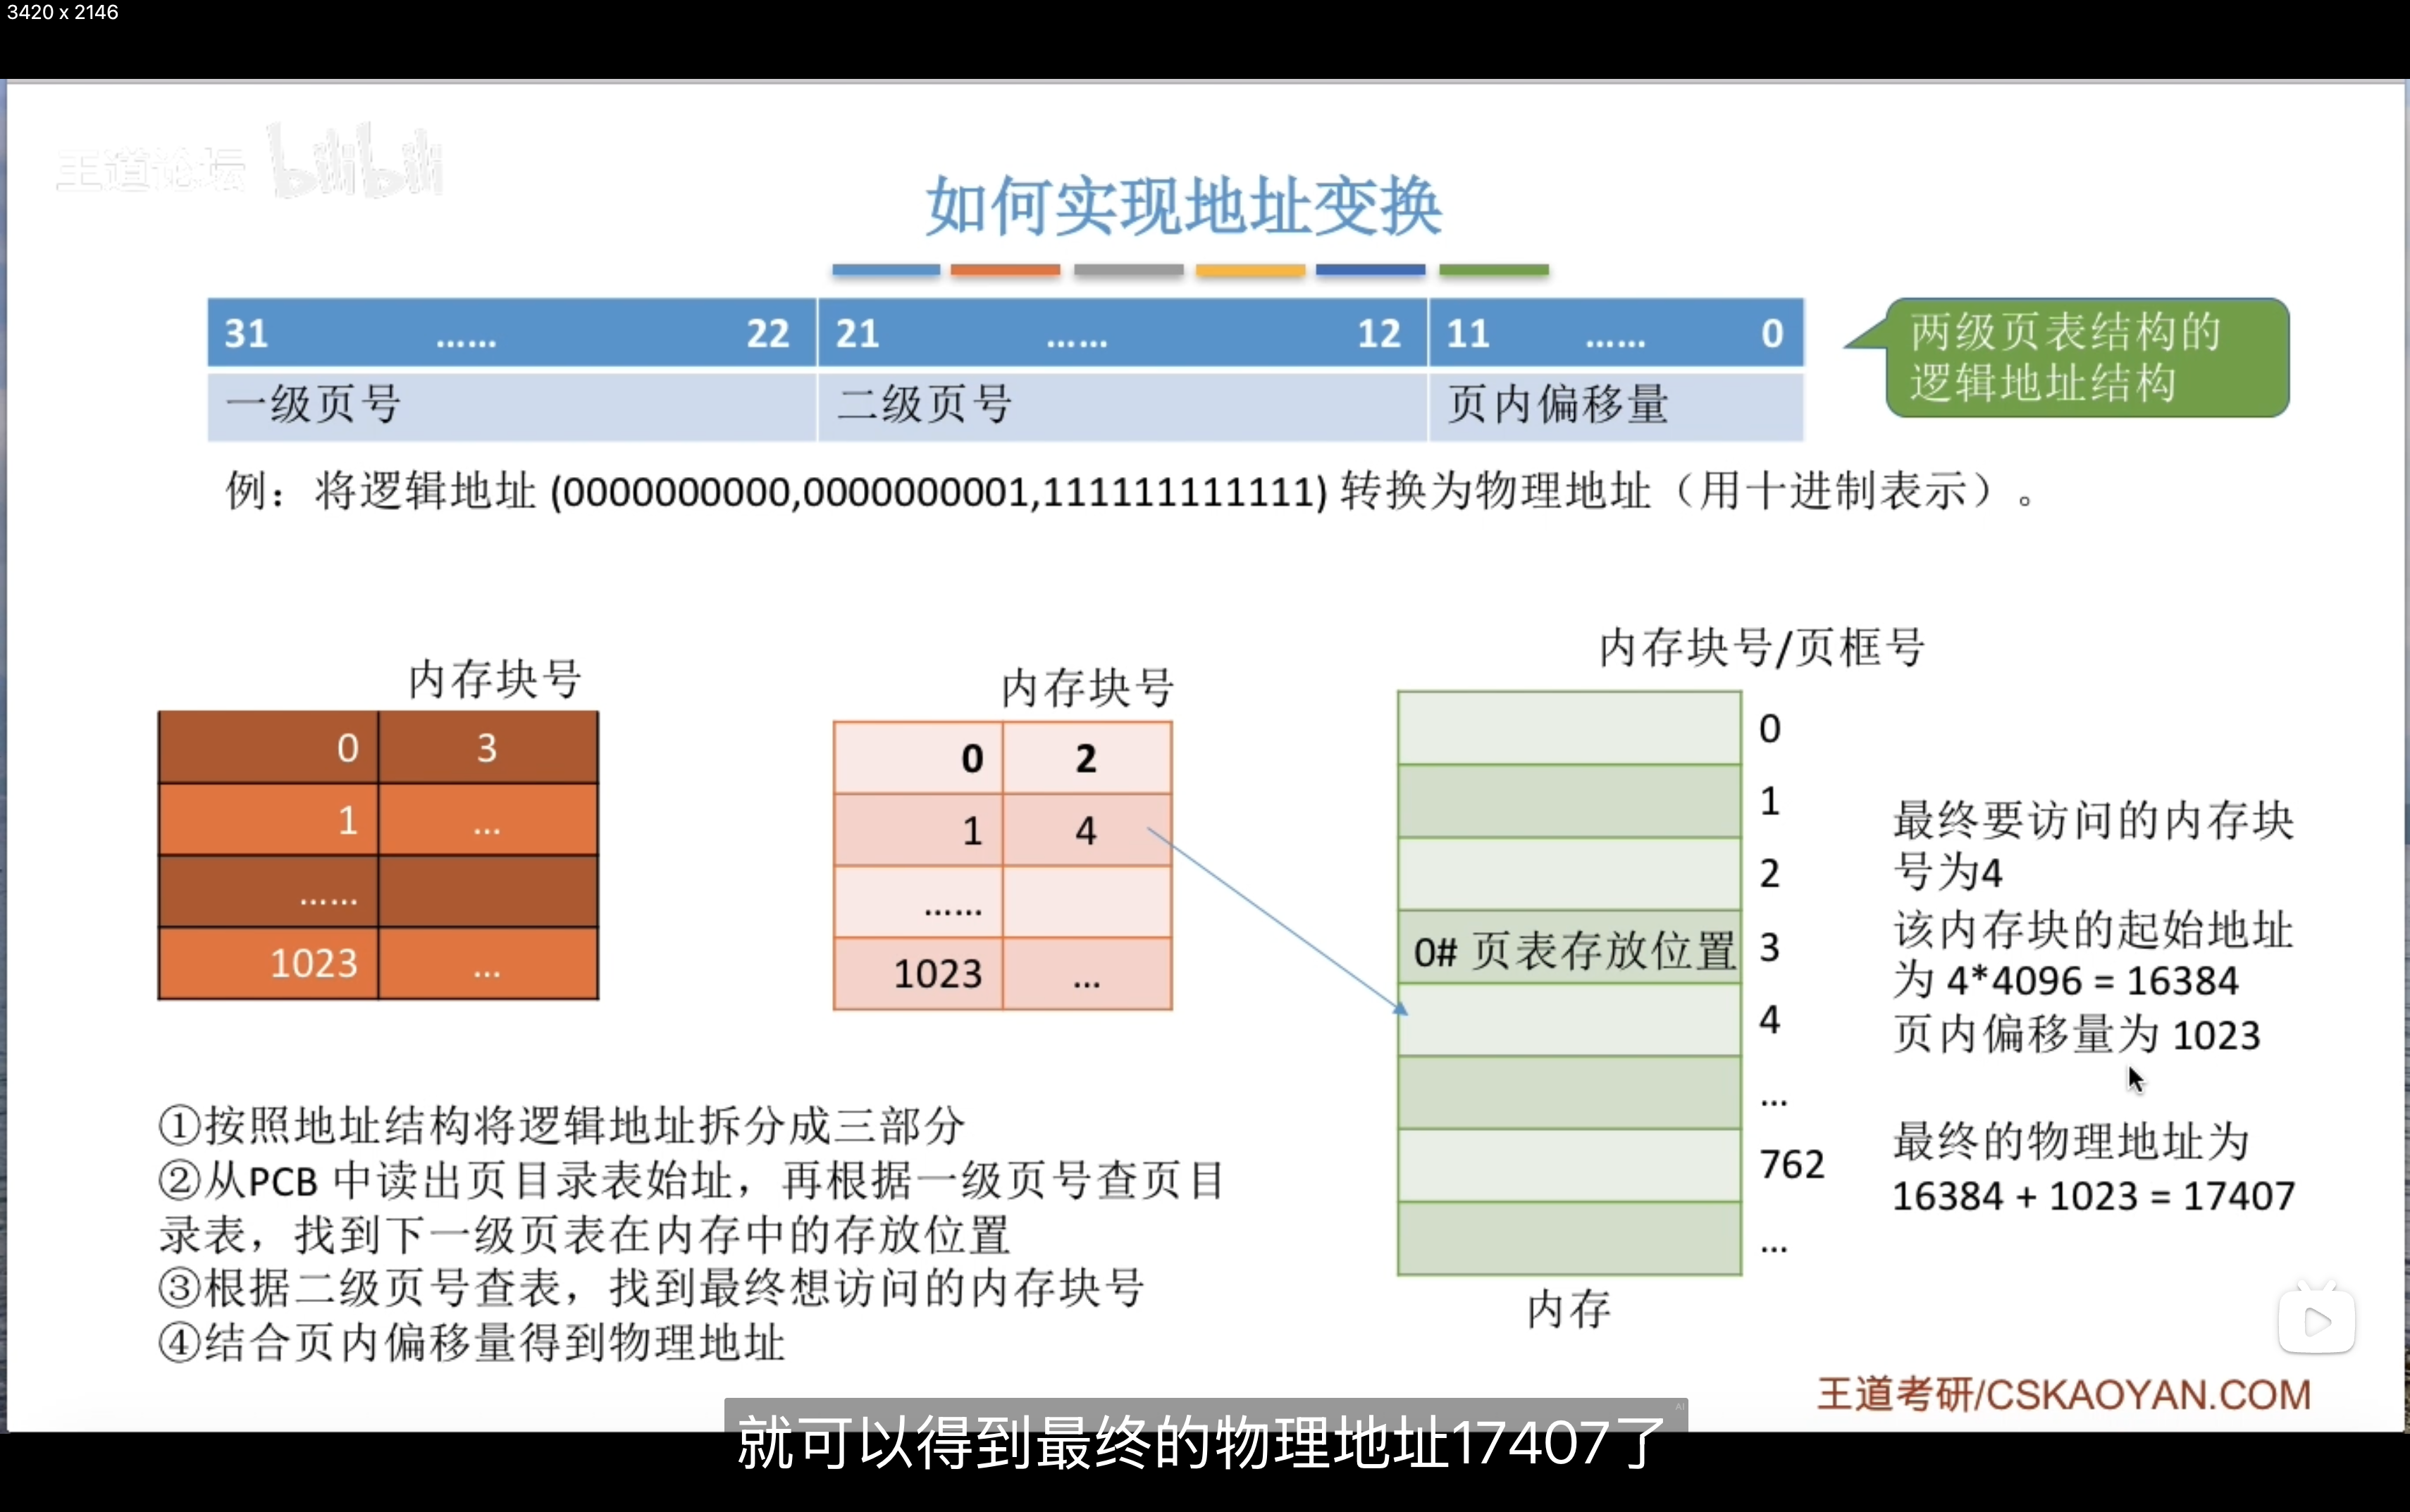 3420 x 2146
王道论坛 bilibili
如何实现地址变换
31 …… 22 21 …… 12 11 …… 0
一级页号 二级页号 页内偏移量
两级页表结构的
逻辑地址结构
例：将逻辑地址 (0000000000,0000000001,111111111111) 转换为物理地址（用十进制表示）。
内存块号
0 3
1 ...
......
1023 ...
内存块号
0 2
1 4
......
1023 ...
内存块号/页框号
0
1
2
0# 页表存放位置 3
4
...
762
...
内存
最终要访问的内存块
号为4
该内存块的起始地址
为 4*4096 = 16384
页内偏移量为 1023
最终的物理地址为
16384 + 1023 = 17407
①按照地址结构将逻辑地址拆分成三部分
②从PCB 中读出页目录表始址，再根据一级页号查页目
录表，找到下一级页表在内存中的存放位置
③根据二级页号查表，找到最终想访问的内存块号
④结合页内偏移量得到物理地址
王道考研/CSKAOYAN.COM
AI
就可以得到最终的物理地址17407了